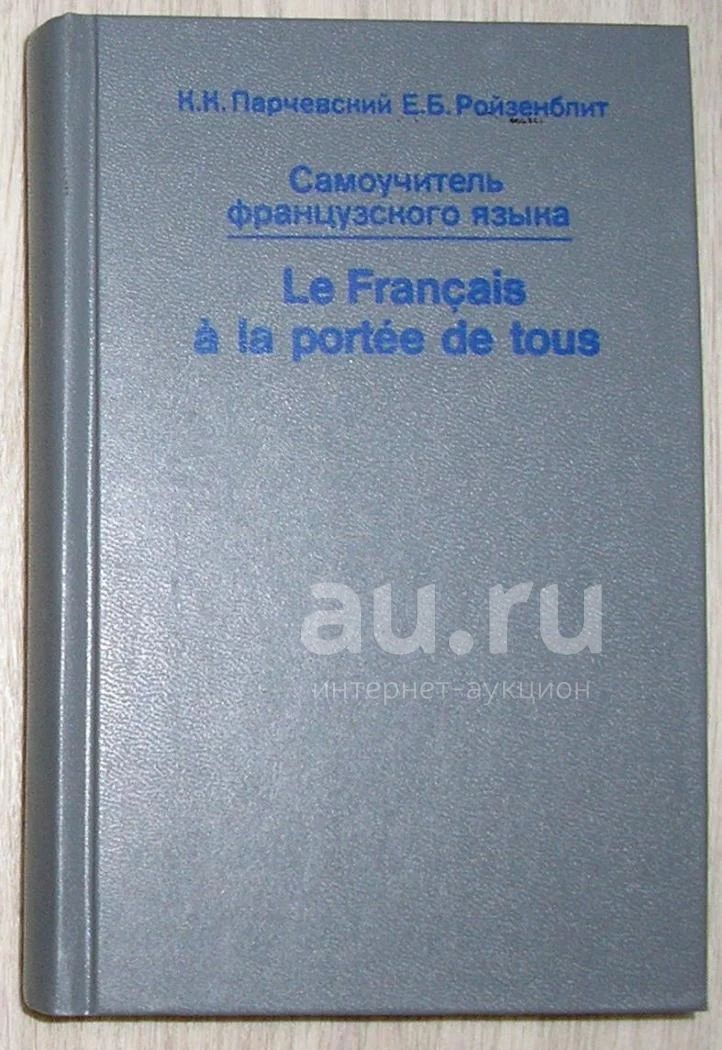 К.К. Парчевский Е.Б. Ройзенблит
Самоучитель
французского языка
Le Français
à la portée de tous
au.ru
интернет-аукцион